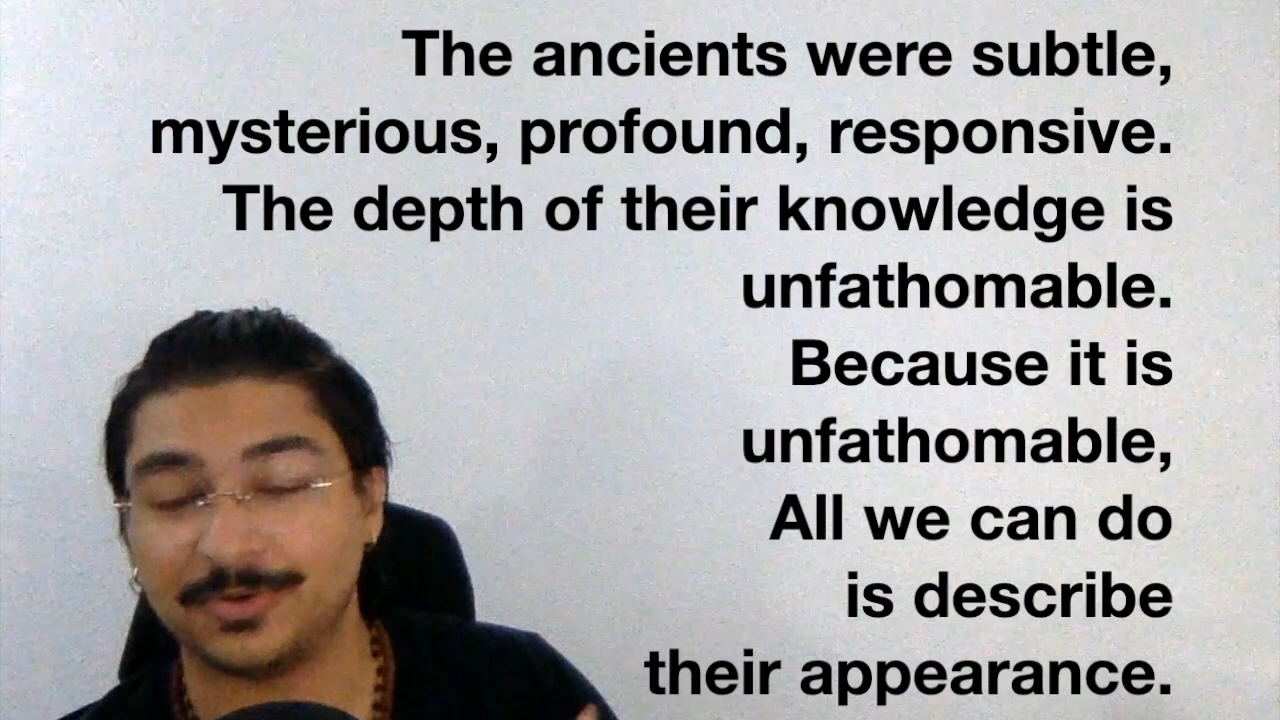 The ancients were subtle,
mysterious, profound, responsive.
The depth of their knowledge is
unfathomable.
Because it is
unfathomable,
All we can do
is describe
their appearance.